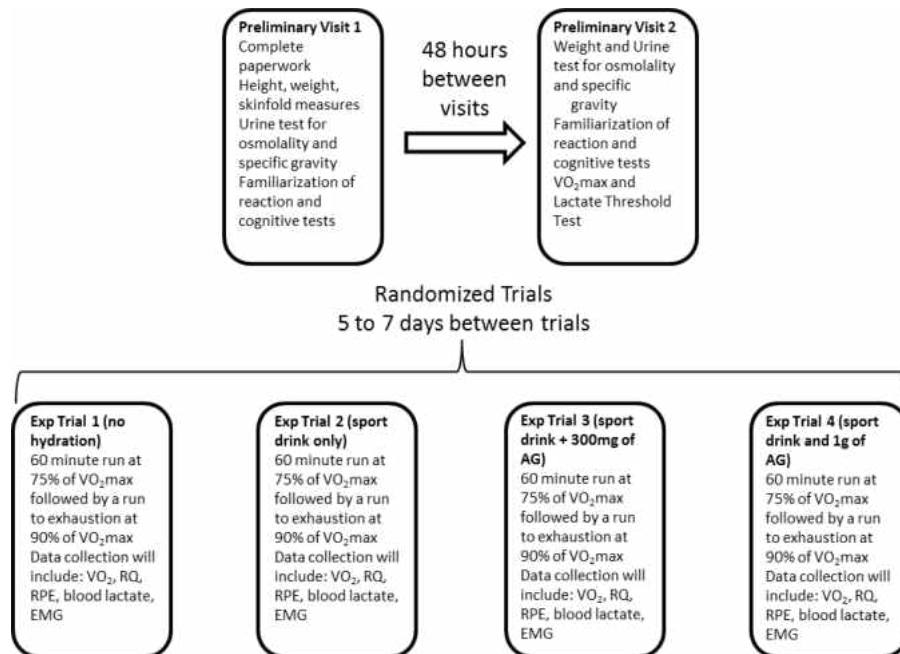 Preliminary Visit 1
Complete
paperwork
Height, weight,
skinfold measures
Urine test for
osmolality and
specific gravity
Familiarization of
reaction and
cognitive tests
48 hours
between
visits
Preliminary Visit 2
Weight and Urine
test for osmolality
and specific
gravity
Familiarization of
reaction and
cognitive tests
VO₂max and
Lactate Threshold
Test
Randomized Trials
5 to 7 days between trials
Exp Trial 1 (no
hydration)
60 minute run at
75% of VO₂max
followed by a run
to exhaustion at
90% of VO₂max
Data collection will
include: VO₂, RQ,
RPE, blood lactate,
EMG
Exp Trial 2 (sport
drink only)
60 minute run at
75% of VO₂max
followed by a run
to exhaustion at
90% of VO₂max
Data collection will
include: VO₂, RQ,
RPE, blood lactate,
EMG
Exp Trial 3 (sport
drink + 300mg of
AG)
60 minute run at
75% of VO₂max
followed by a run
to exhaustion at
90% of VO₂max
Data collection will
include: VO₂, RQ,
RPE, blood lactate,
EMG
Exp Trial 4 (sport
drink and 1g of
AG)
60 minute run at
75% of VO₂max
followed by a run
to exhaustion at
90% of VO₂max
Data collection will
include: VO₂, RQ,
RPE, blood lactate,
EMG